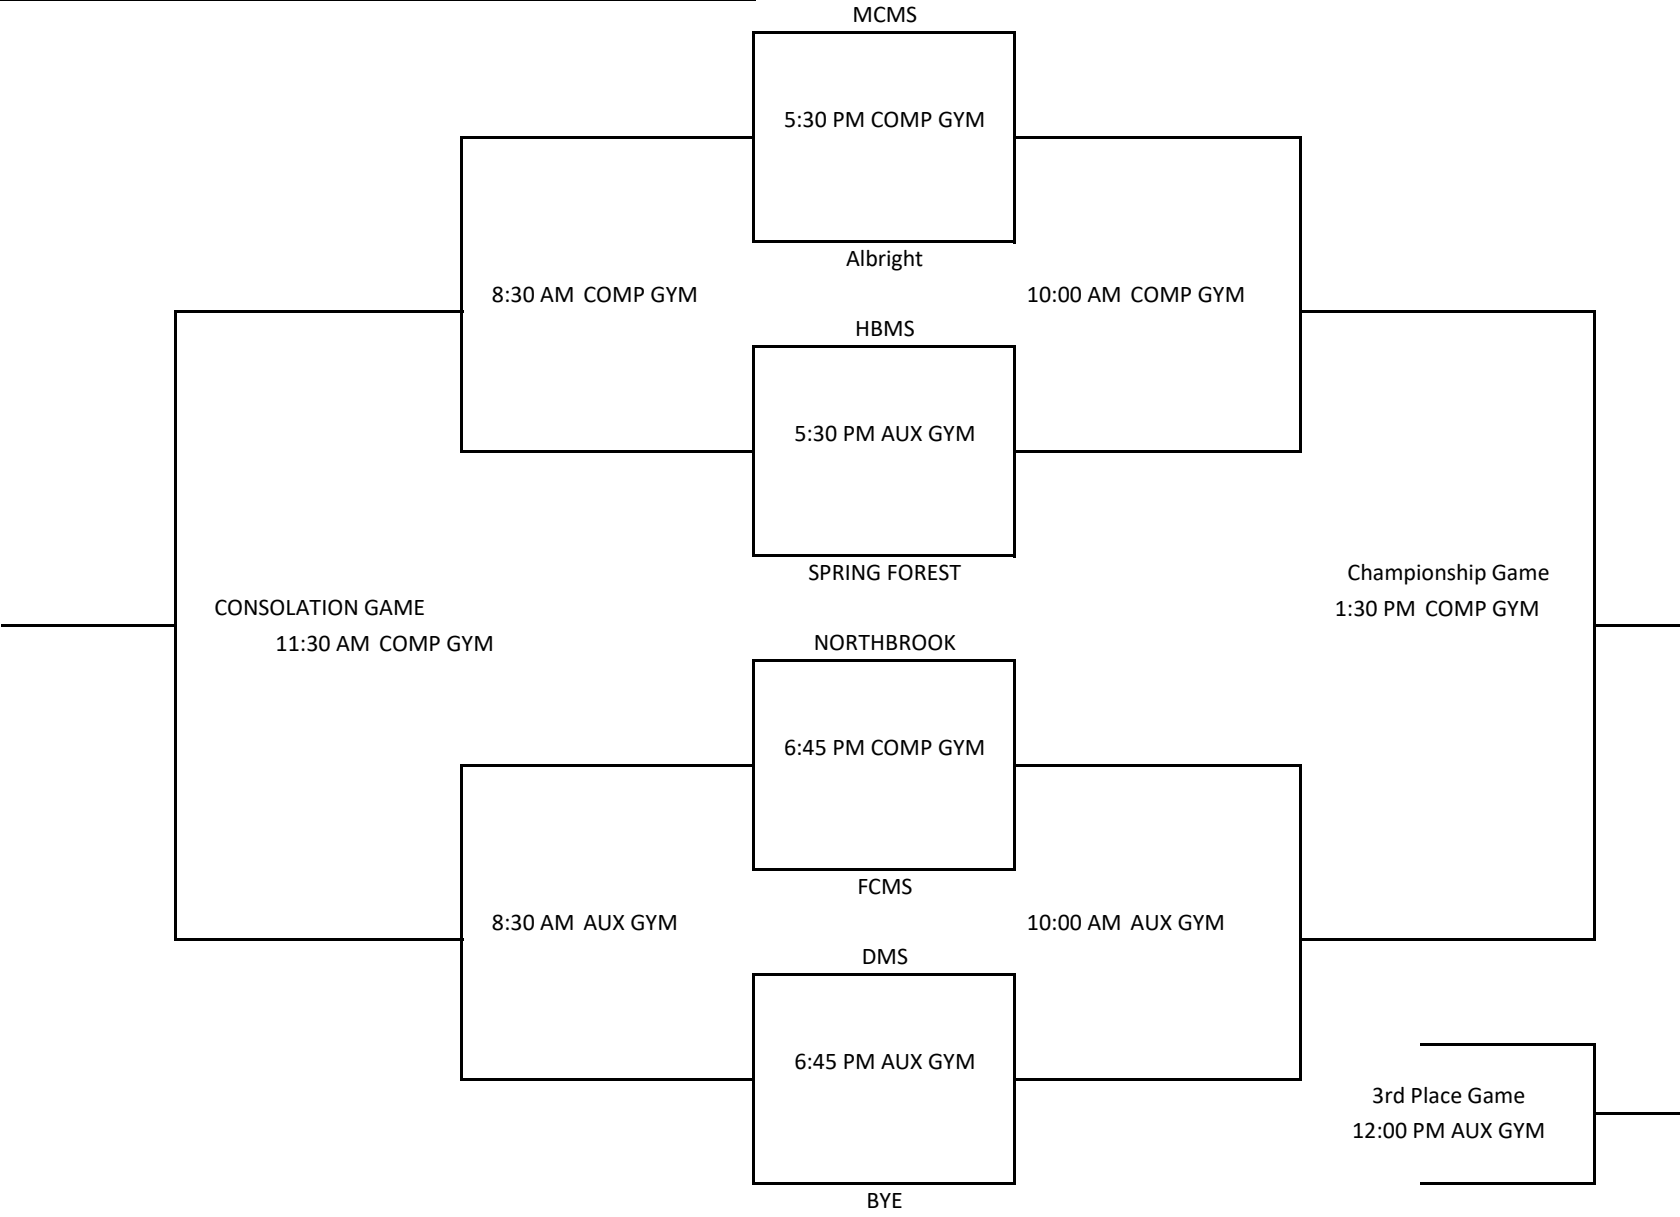 MCMS
5:30 PM COMP GYM
Albright
8:30 AM COMP GYM
10:00 AM COMP GYM
HBMS
5:30 PM AUX GYM
SPRING FOREST
Championship Game
1:30 PM COMP GYM
CONSOLATION GAME
11:30 AM COMP GYM
NORTHBROOK
6:45 PM COMP GYM
FCMS
8:30 AM AUX GYM
10:00 AM AUX GYM
DMS
6:45 PM AUX GYM
3rd Place Game
12:00 PM AUX GYM
BYE